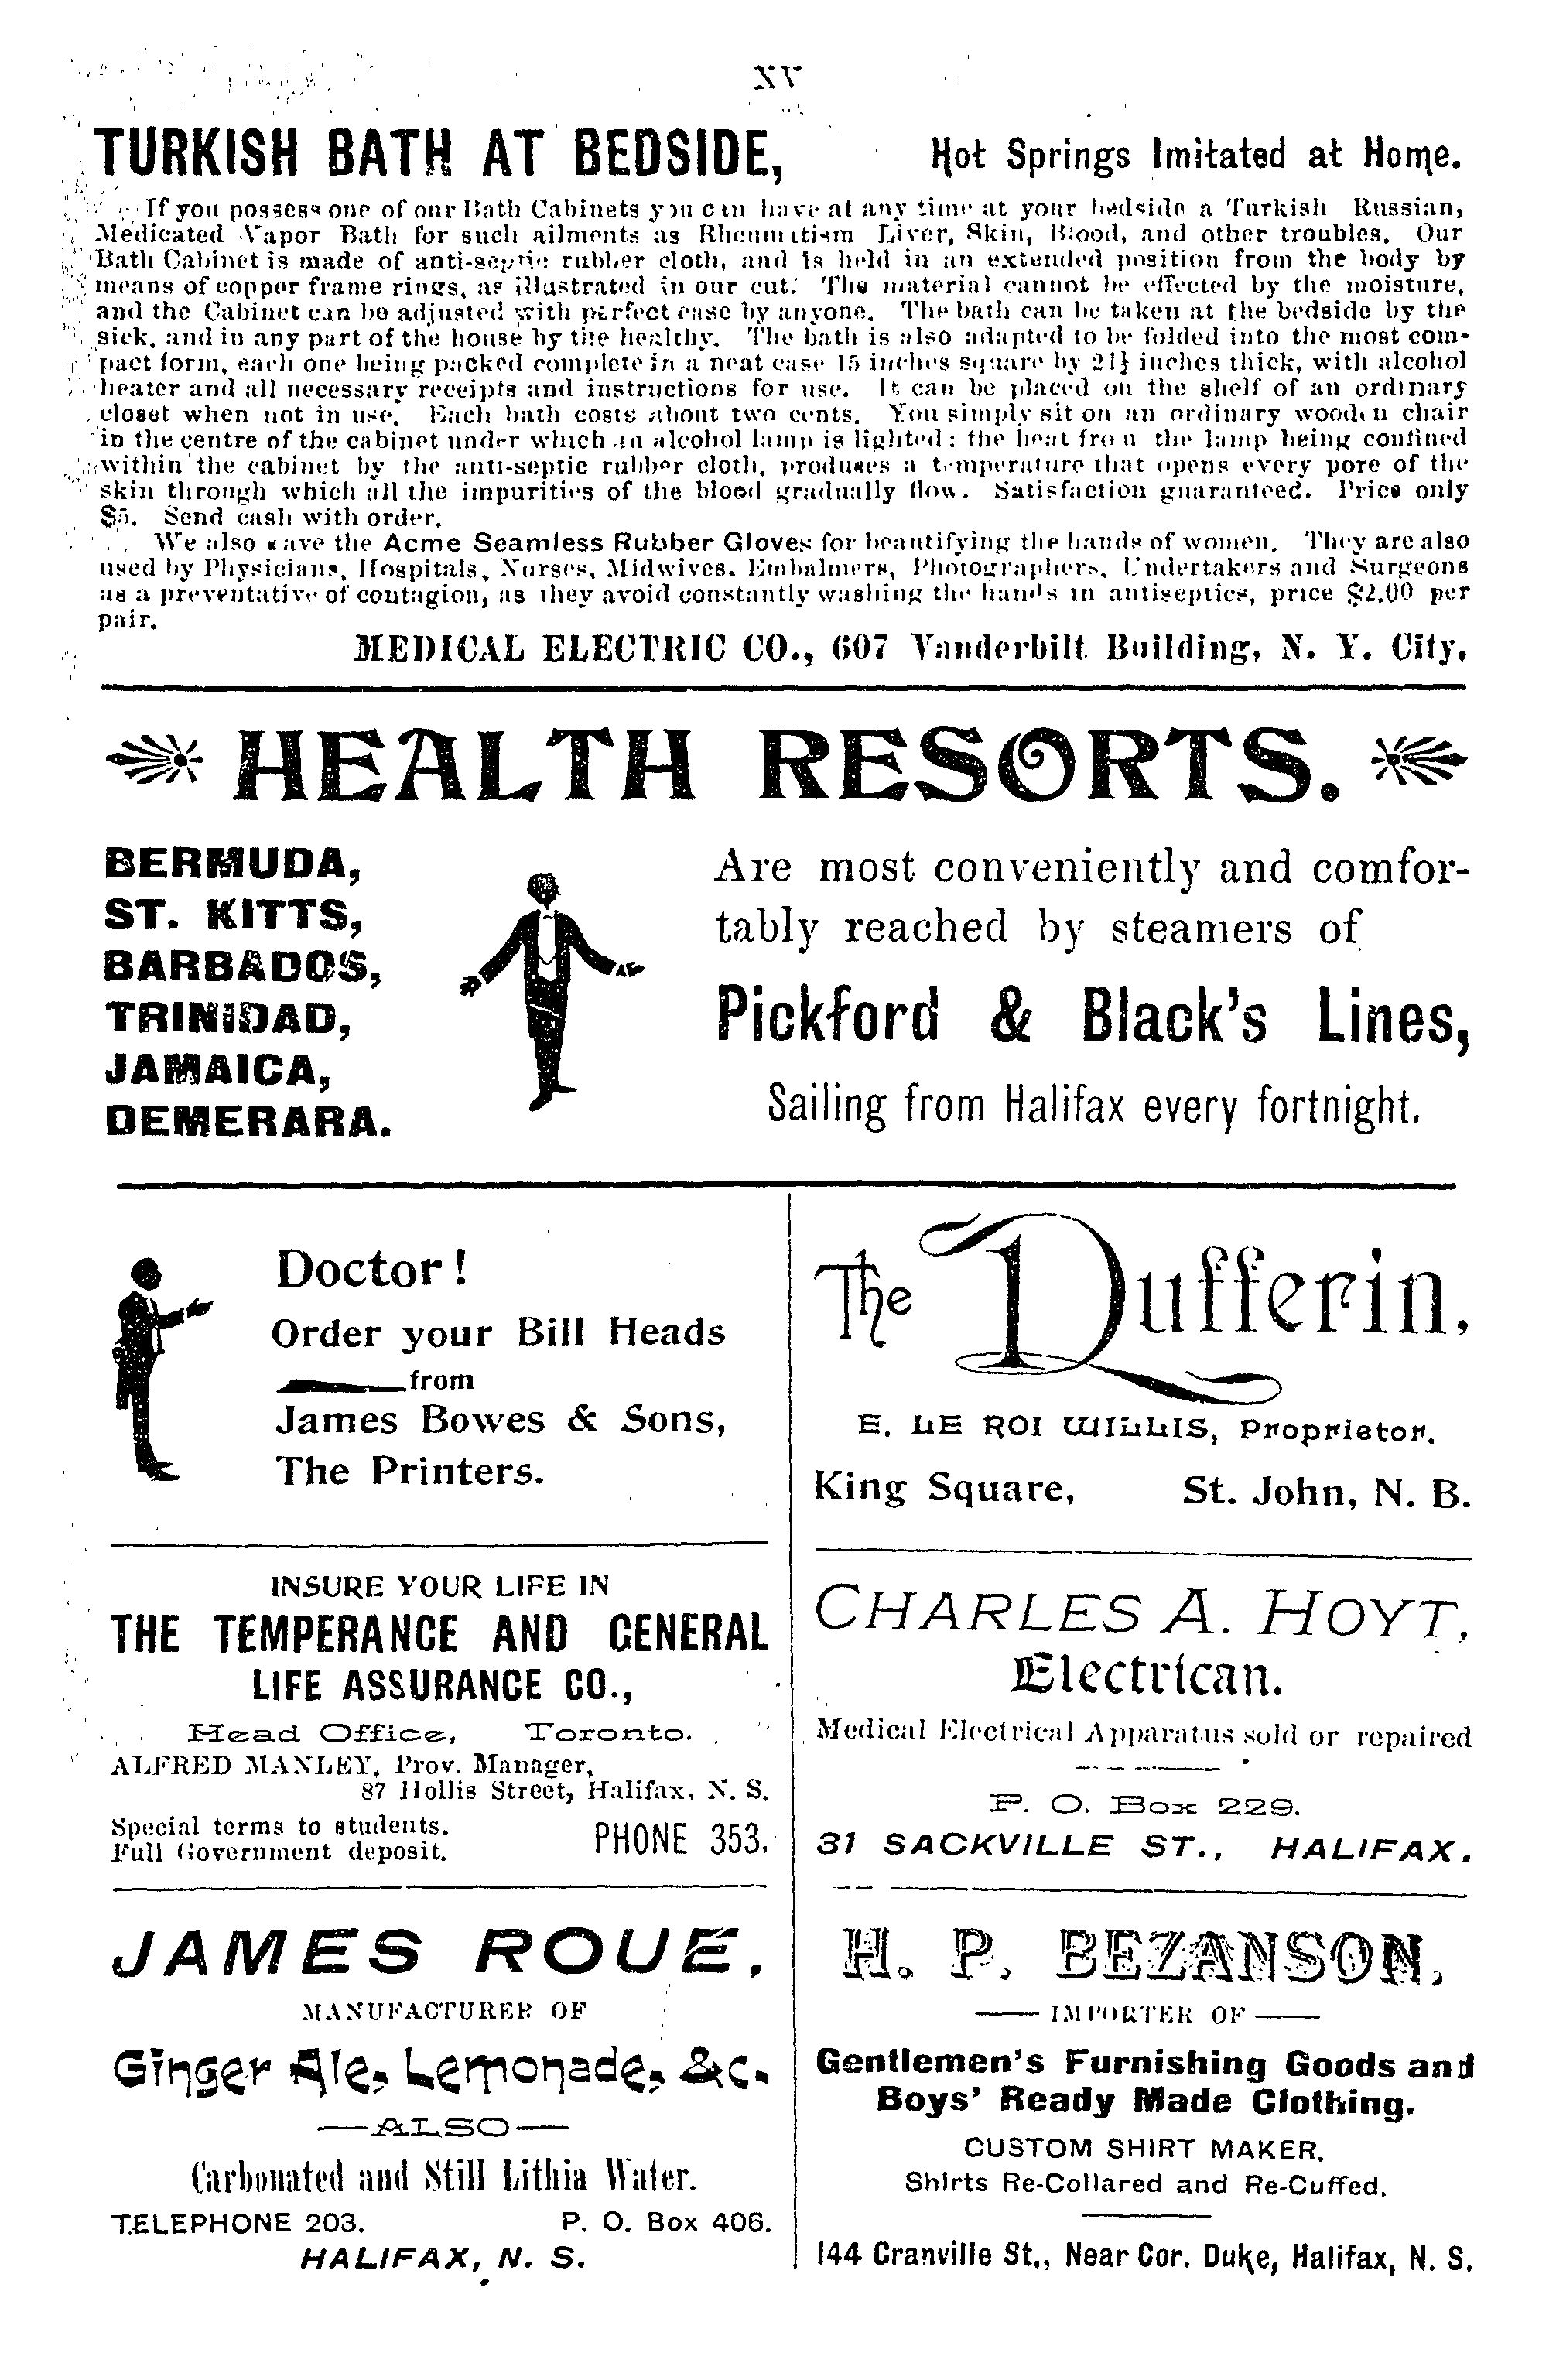 XV
TURKISH BATH AT BEDSIDE, Hot Springs Imitated at Home.
If you possess one of our Bath Cabinets you can have at any time at your bedside a Turkish Russian,
Medicated Vapor Bath for such ailments as Rheumatism Liver, Skin, Blood, and other troubles. Our
Bath Cabinet is made of anti-septic rubber cloth, and is held in an extended position from the body by
means of copper frame rings, as illustrated in our cut. The material cannot be effected by the moisture,
and the Cabinet can be adjusted with perfect ease by anyone. The bath can be taken at the bedside by the
sick, and in any part of the house by the healthy. The bath is also adapted to be folded into the most com-
pact form, each one being packed complete in a neat case 15 inches square by 2½ inches thick, with alcohol
heater and all necessary receipts and instructions for use. It can be placed on the shelf of an ordinary
closet when not in use. Each bath costs about two cents. You simply sit on an ordinary wooden chair
in the centre of the cabinet under which an alcohol lamp is lighted: the heat from the lamp being confined
within the cabinet by the anti-septic rubber cloth, produces a temperature that opens every pore of the
skin through which all the impurities of the blood gradually flow. Satisfaction guaranteed. Price only
$5. Send cash with order.
We also have the Acme Seamless Rubber Gloves for beautifying the hands of women. They are also
used by Physicians, Hospitals, Nurses, Midwives, Embalmers, Photographers, Undertakers and Surgeons
as a preventative of contagion, as they avoid constantly washing the hands in antiseptics, price $2.00 per
pair.
MEDICAL ELECTRIC CO., 607 Vanderbilt Building, N. Y. City.
HEALTH RESORTS.
BERMUDA,
ST. KITTS,
BARBADOS,
TRINIDAD,
JAMAICA,
DEMERARA.
Are most conveniently and comfor-
tably reached by steamers of
Pickford & Black's Lines,
Sailing from Halifax every fortnight.
Doctor!
Order your Bill Heads
from
James Bowes & Sons,
The Printers.
The Dufferin,
E. LE ROI WILLIS, Proprietor.
King Square, St. John, N. B.
INSURE YOUR LIFE IN
THE TEMPERANCE AND GENERAL
LIFE ASSURANCE CO.,
Head Office, Toronto.
ALFRED MANLEY, Prov. Manager,
87 Hollis Street, Halifax, N. S.
Special terms to students.
Full Government deposit.
PHONE 353.
CHARLES A. HOYT,
Electrican.
Medical Electrical Apparatus sold or repaired
P. O. Box 229.
31 SACKVILLE ST., HALIFAX.
JAMES ROUE,
MANUFACTURER OF
Ginger Ale, Lemonade, &c.
—ALSO—
Carbonated and Still Lithia Water.
TELEPHONE 203. P. O. Box 406.
HALIFAX, N. S.
H. P. BEZANSON,
—IMPORTER OF—
Gentlemen's Furnishing Goods and
Boys' Ready Made Clothing.
CUSTOM SHIRT MAKER.
Shirts Re-Collared and Re-Cuffed.
144 Granville St., Near Cor. Duke, Halifax, N. S.